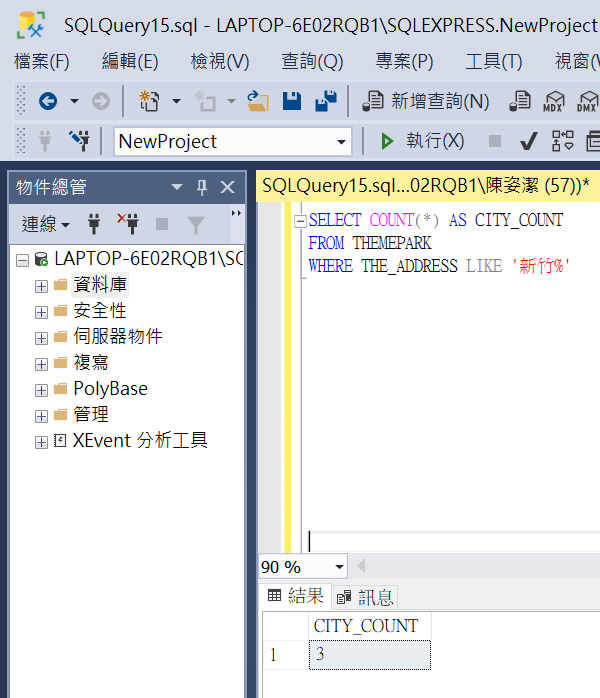 SQLQuery15.sql - LAPTOP-6E02RQB1\SQLEXPRESS.NewProject
檔案(F) 編輯(E) 檢視(V) 查詢(Q) 專案(P) 工具(T) 視窗(
新增查詢(N) MDX DMX
NewProject 執行(X)
物件總管
連線
LAPTOP-6E02RQB1\SQ
資料庫
安全性
伺服器物件
複寫
PolyBase
管理
XEvent 分析工具
SQLQuery15.sql...02RQB1\陳姿潔 (57))*
SELECT COUNT(*) AS CITY_COUNT
FROM THEMEPARK
WHERE THE_ADDRESS LIKE '新竹%'
90 %
結果 訊息
CITY_COUNT
1 3